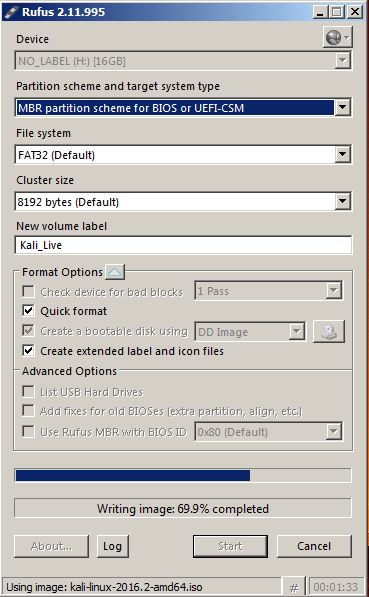 Rufus 2.11.995
Device
NO_LABEL (H:) [16GB]
Partition scheme and target system type
MBR partition scheme for BIOS or UEFI-CSM
File system
FAT32 (Default)
Cluster size
8192 bytes (Default)
New volume label
Kali_Live
Format Options
Check device for bad blocks 1 Pass
Quick format
Create a bootable disk using DD Image
Create extended label and icon files
Advanced Options
List USB Hard Drives
Add fixes for old BIOSes (extra partition, align, etc.)
Use Rufus MBR with BIOS ID 0x80 (Default)
Writing image: 69.9% completed
About... Log Start Cancel
Using image: kali-linux-2016.2-amd64.iso # 00:01:33